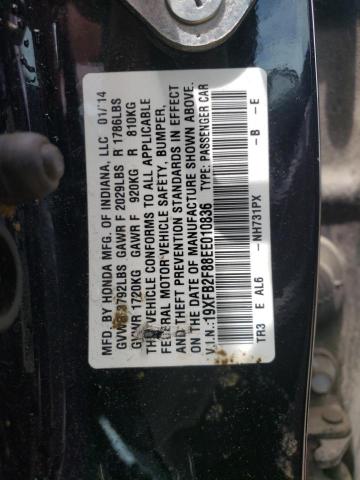 MFG. BY HONDA MFG. OF INDIANA, LLC 01/14
GVWR 3792LBS GAWR F 2029LBS R 1786LBS
GVWR 1720KG GAWR F 920KG R 810KG
THIS VEHICLE CONFORMS TO ALL APPLICABLE
FEDERAL MOTOR VEHICLE SAFETY, BUMPER,
AND THEFT PREVENTION STANDARDS IN EFFECT
ON THE DATE OF MANUFACTURE SHOWN ABOVE.
V.I.N.:19XFB2F88EE010836 TYPE:PASSENGER CAR
NH731PX -B -E
TR3 E AL6